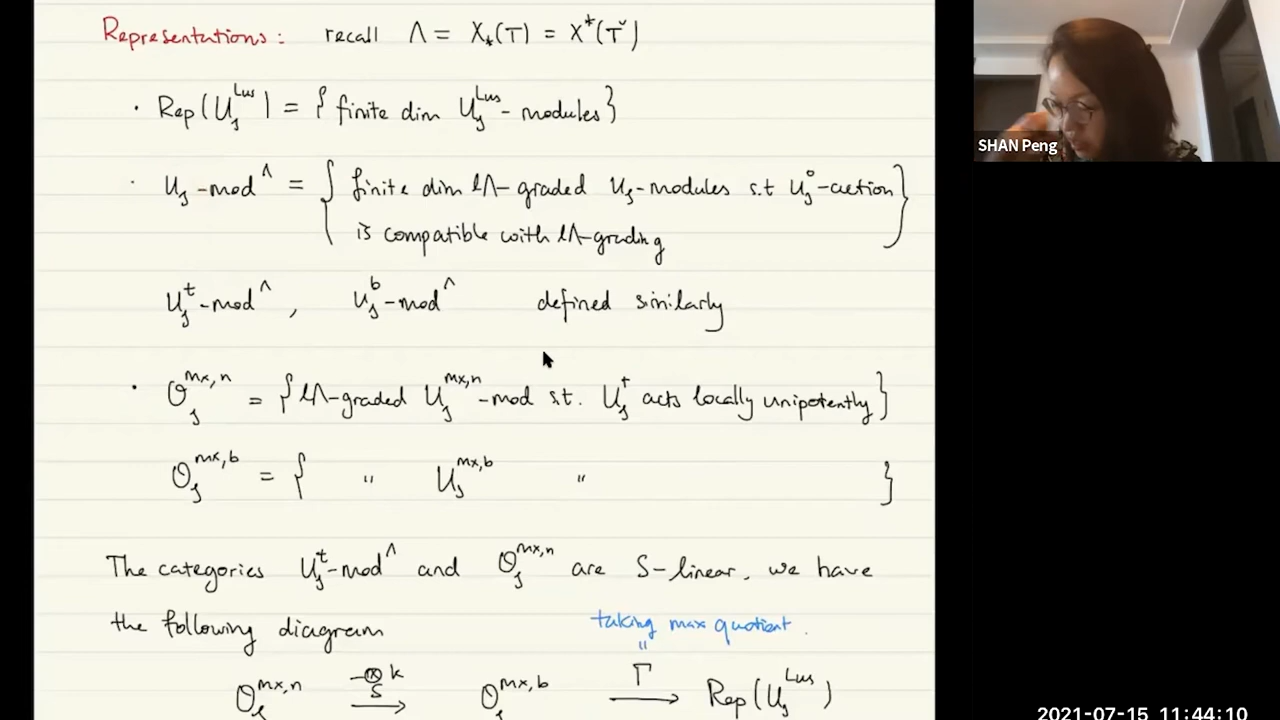 Representations: recall Λ = X_*(T) = X^*(Tˇ)
· Rep(U_ζ^Lus) = { finite dim U_ζ^Lus - modules }
· u_ζ -mod^Λ = { finite dim ℓΛ-graded u_ζ-modules s.t u_ζ^0-action
is compatible with ℓΛ-grading }
u_ζ^t -mod^Λ , u_ζ^b -mod^Λ defined similarly
· O_ζ^{mx,n} = { ℓΛ-graded U_ζ^{mx,n} -mod s.t. U_ζ^+ acts locally unipotently }
O_ζ^{mx,b} = { " U_ζ^{mx,b} " }
The categories u_ζ^t -mod^Λ and O_ζ^{mx,n} are S-linear, we have
the following diagram taking max quotient.
"
O_ζ^{mx,n} -⊗_S k → O_ζ^{mx,b} Γ → Rep(U_ζ^Lus)
SHAN Peng
2021-07-15 11:44:10